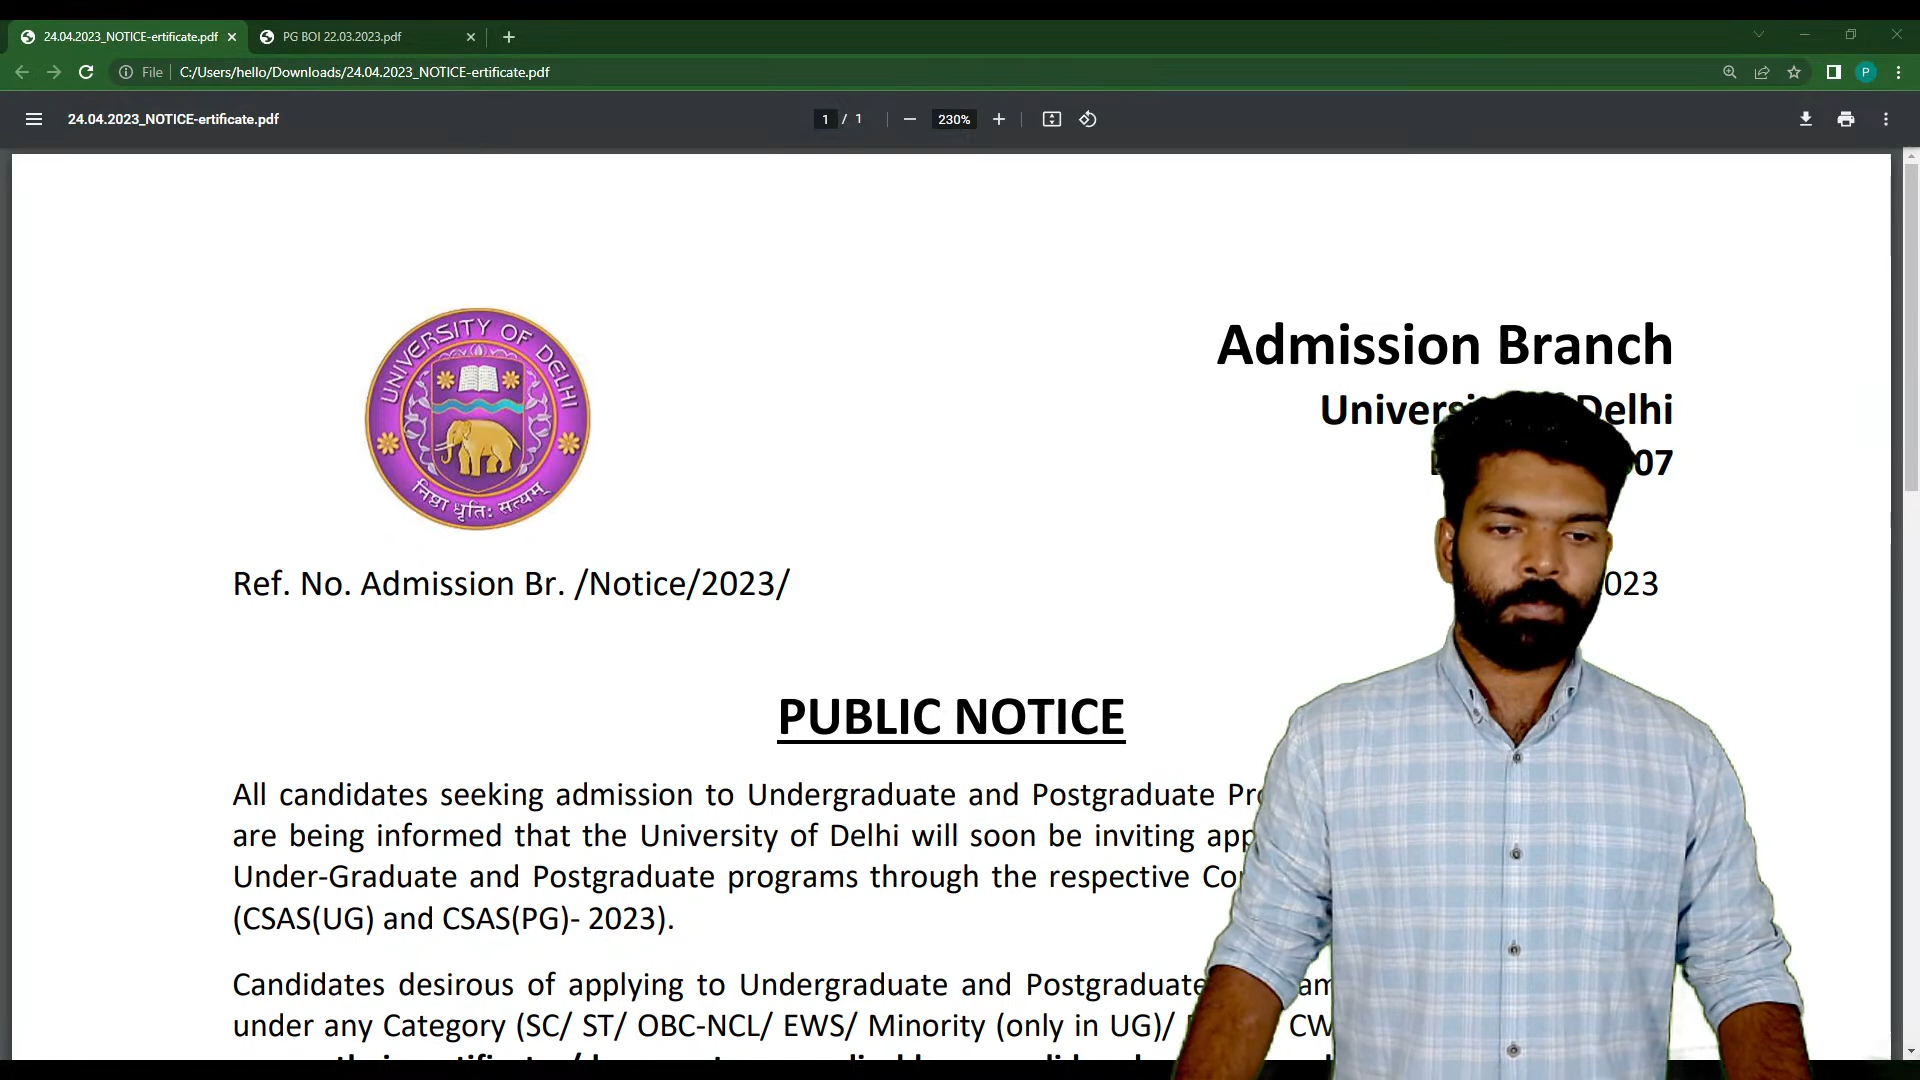 24.04.2023_NOTICE-ertificate.pdf
PG BOI 22.03.2023.pdf
File
C:/Users/hello/Downloads/24.04.2023_NOTICE-ertificate.pdf
P
24.04.2023_NOTICE-ertificate.pdf
1 / 1
230%
UNIVERSITY OF DELHI
निष्ठा धृति: सत्यम्
Admission Branch
Delhi
07
Ref. No. Admission Br. /Notice/2023/
023
PUBLIC NOTICE
All candidates seeking admission to Undergraduate and Postgraduate
are being informed that the University of Delhi will soon be inviting
Under-Graduate and Postgraduate programs through the respective
(CSAS(UG) and CSAS(PG)- 2023).
Candidates desirous of applying to Undergraduate and Postgraduate
under any Category (SC/ ST/ OBC-NCL/ EWS/ Minority (only in UG)/ CW